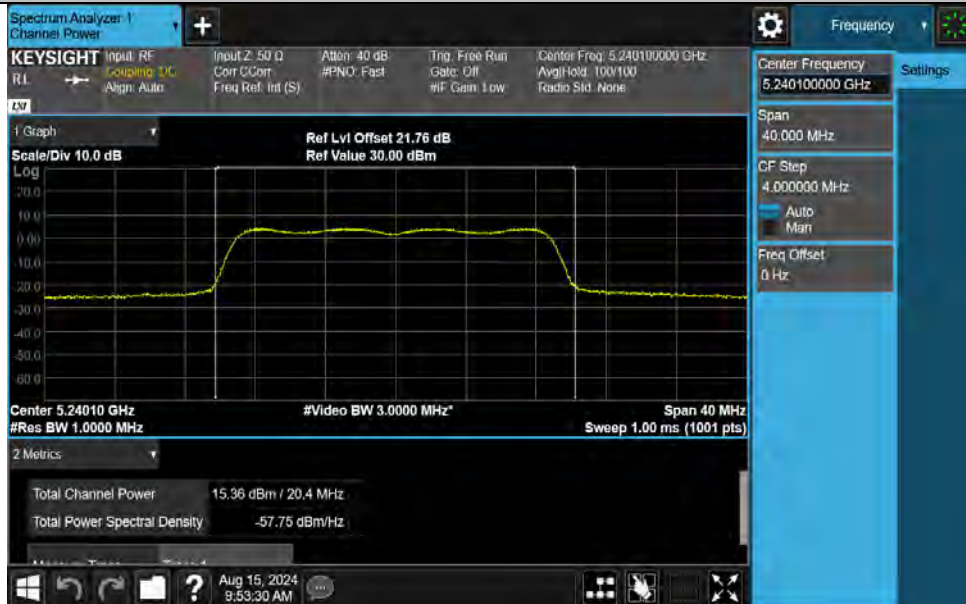 Spectrum Analyzer 1
Channel Power
Frequency
KEYSIGHT
RL
Input: RF
Coupling: DC
Align: Auto
Input Z: 50 Ω
Corr CCorr
Freq Ref: Int (S)
Atten: 40 dB
#PNO: Fast
Trig: Free Run
Gate: Off
#IF Gain: Low
Center Freq: 5.240100000 GHz
Avg|Hold: 100/100
Radio Std: None
Center Frequency
5.240100000 GHz
Settings
Span
40.000 MHz
CF Step
4.000000 MHz
Auto
Man
Freq Offset
0 Hz
1 Graph
Scale/Div 10.0 dB
Ref Lvl Offset 21.76 dB
Ref Value 30.00 dBm
Log
20.0
10.0
0.00
-10.0
-20.0
-30.0
-40.0
-50.0
-60.0
Center 5.24010 GHz
#Res BW 1.0000 MHz
#Video BW 3.0000 MHz*
Span 40 MHz
Sweep 1.00 ms (1001 pts)
2 Metrics
Total Channel Power
15.36 dBm / 20.4 MHz
Total Power Spectral Density
-57.75 dBm/Hz
?
Aug 15, 2024
9:53:30 AM